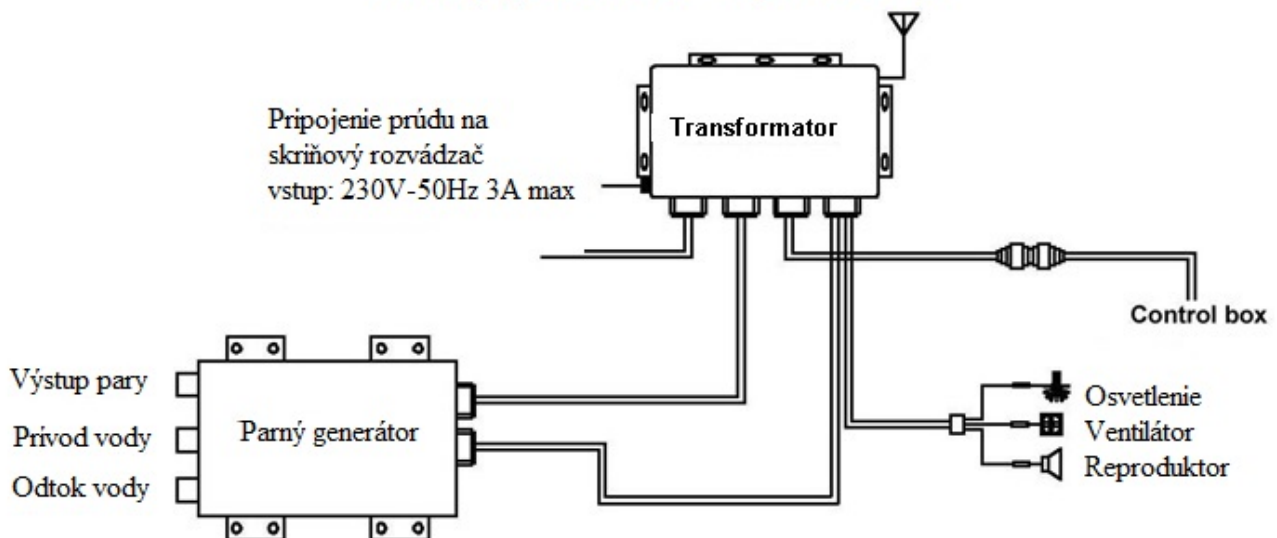 Transformator
Pripojenie prúdu na
skriňový rozvádzač
vstup: 230V-50Hz 3A max
Control box
Výstup pary
Prívod vody
Odtok vody
Parný generátor
Osvetlenie
Ventilátor
Reproduktor